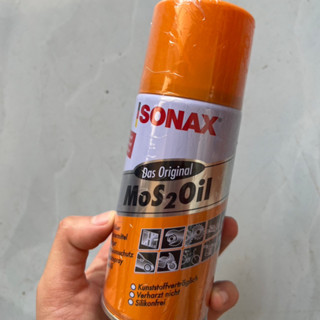 SONAX
Das Original
MoS₂Oil
Kunststoffverträglich
Verharzt nicht
Silikonfrei